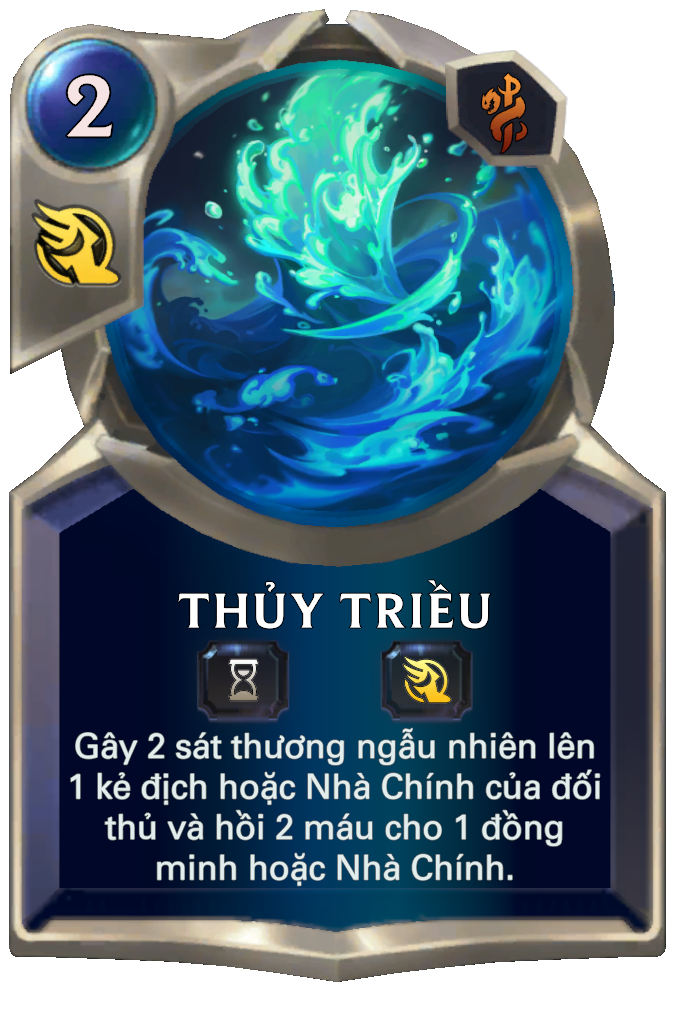 2
THỦY TRIỀU
Gây 2 sát thương ngẫu nhiên lên
1 kẻ địch hoặc Nhà Chính của đối
thủ và hồi 2 máu cho 1 đồng
minh hoặc Nhà Chính.